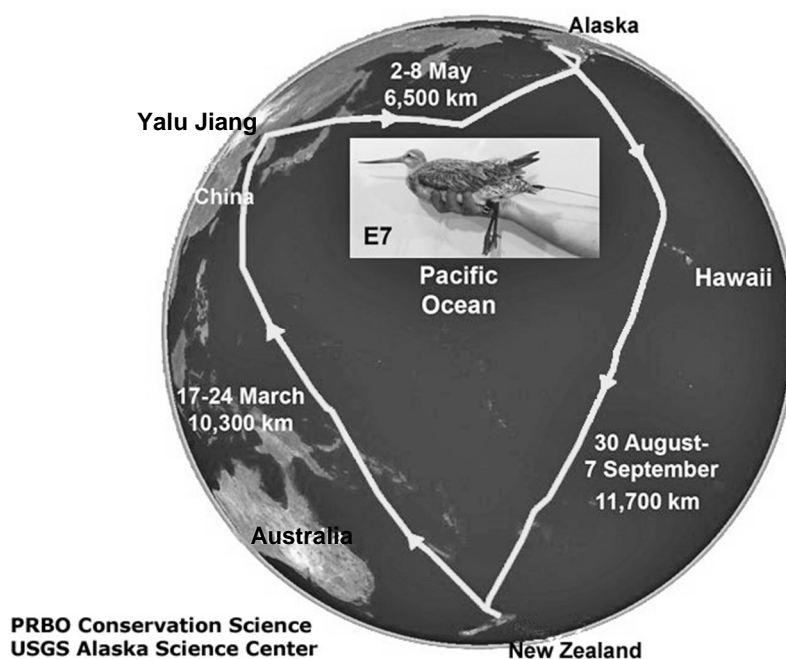 Alaska
2-8 May
6,500 km
Yalu Jiang
China
E7
Pacific
Ocean
Hawaii
17-24 March
10,300 km
30 August-
7 September
11,700 km
Australia
PRBO Conservation Science
USGS Alaska Science Center
New Zealand